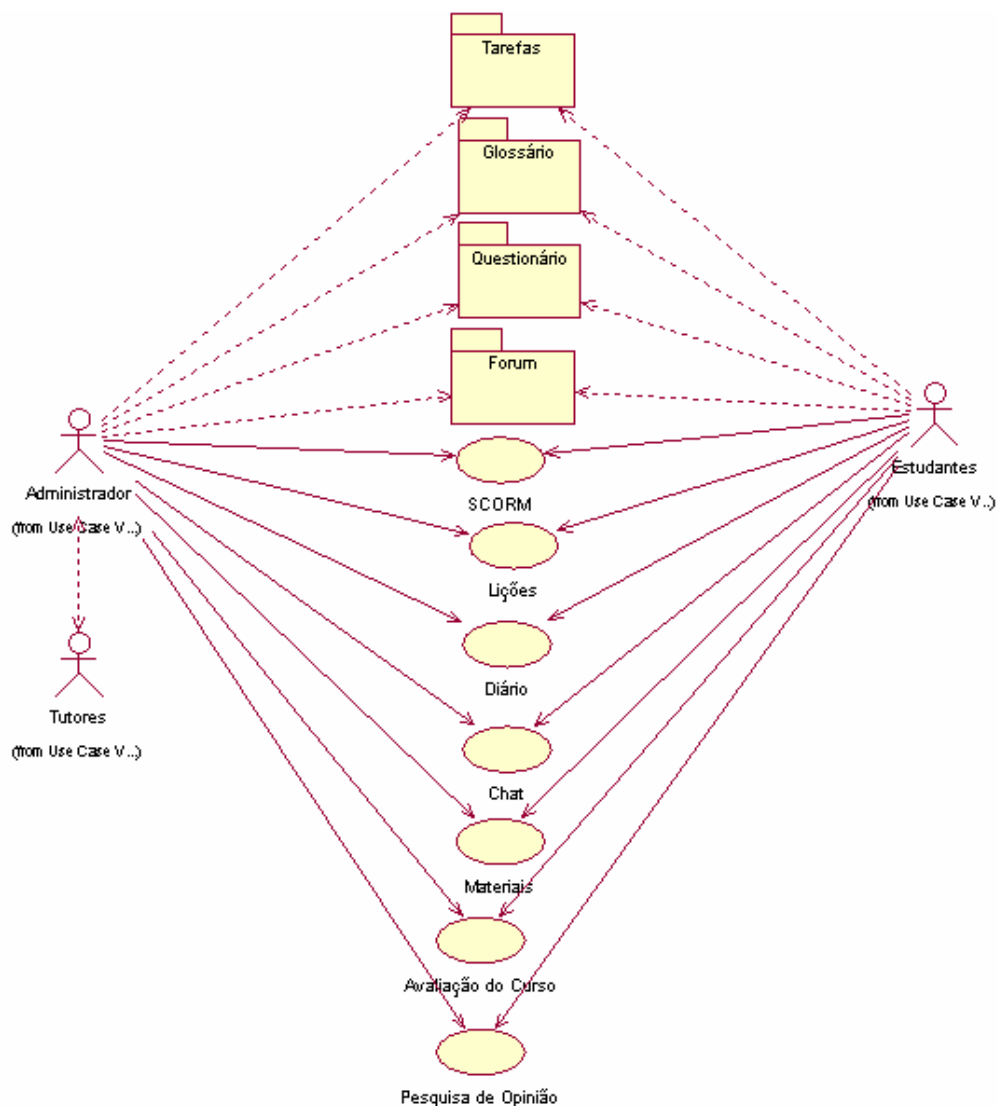 Tarefas
Glossário
Questionário
Forum
Administrador
(from Use Case V...)
Estudantes
(from Use Case V...)
SCORM
Lições
Tutores
(from Use Case V...)
Diário
Chat
Materiais
Avaliação do Curso
Pesquisa de Opinião